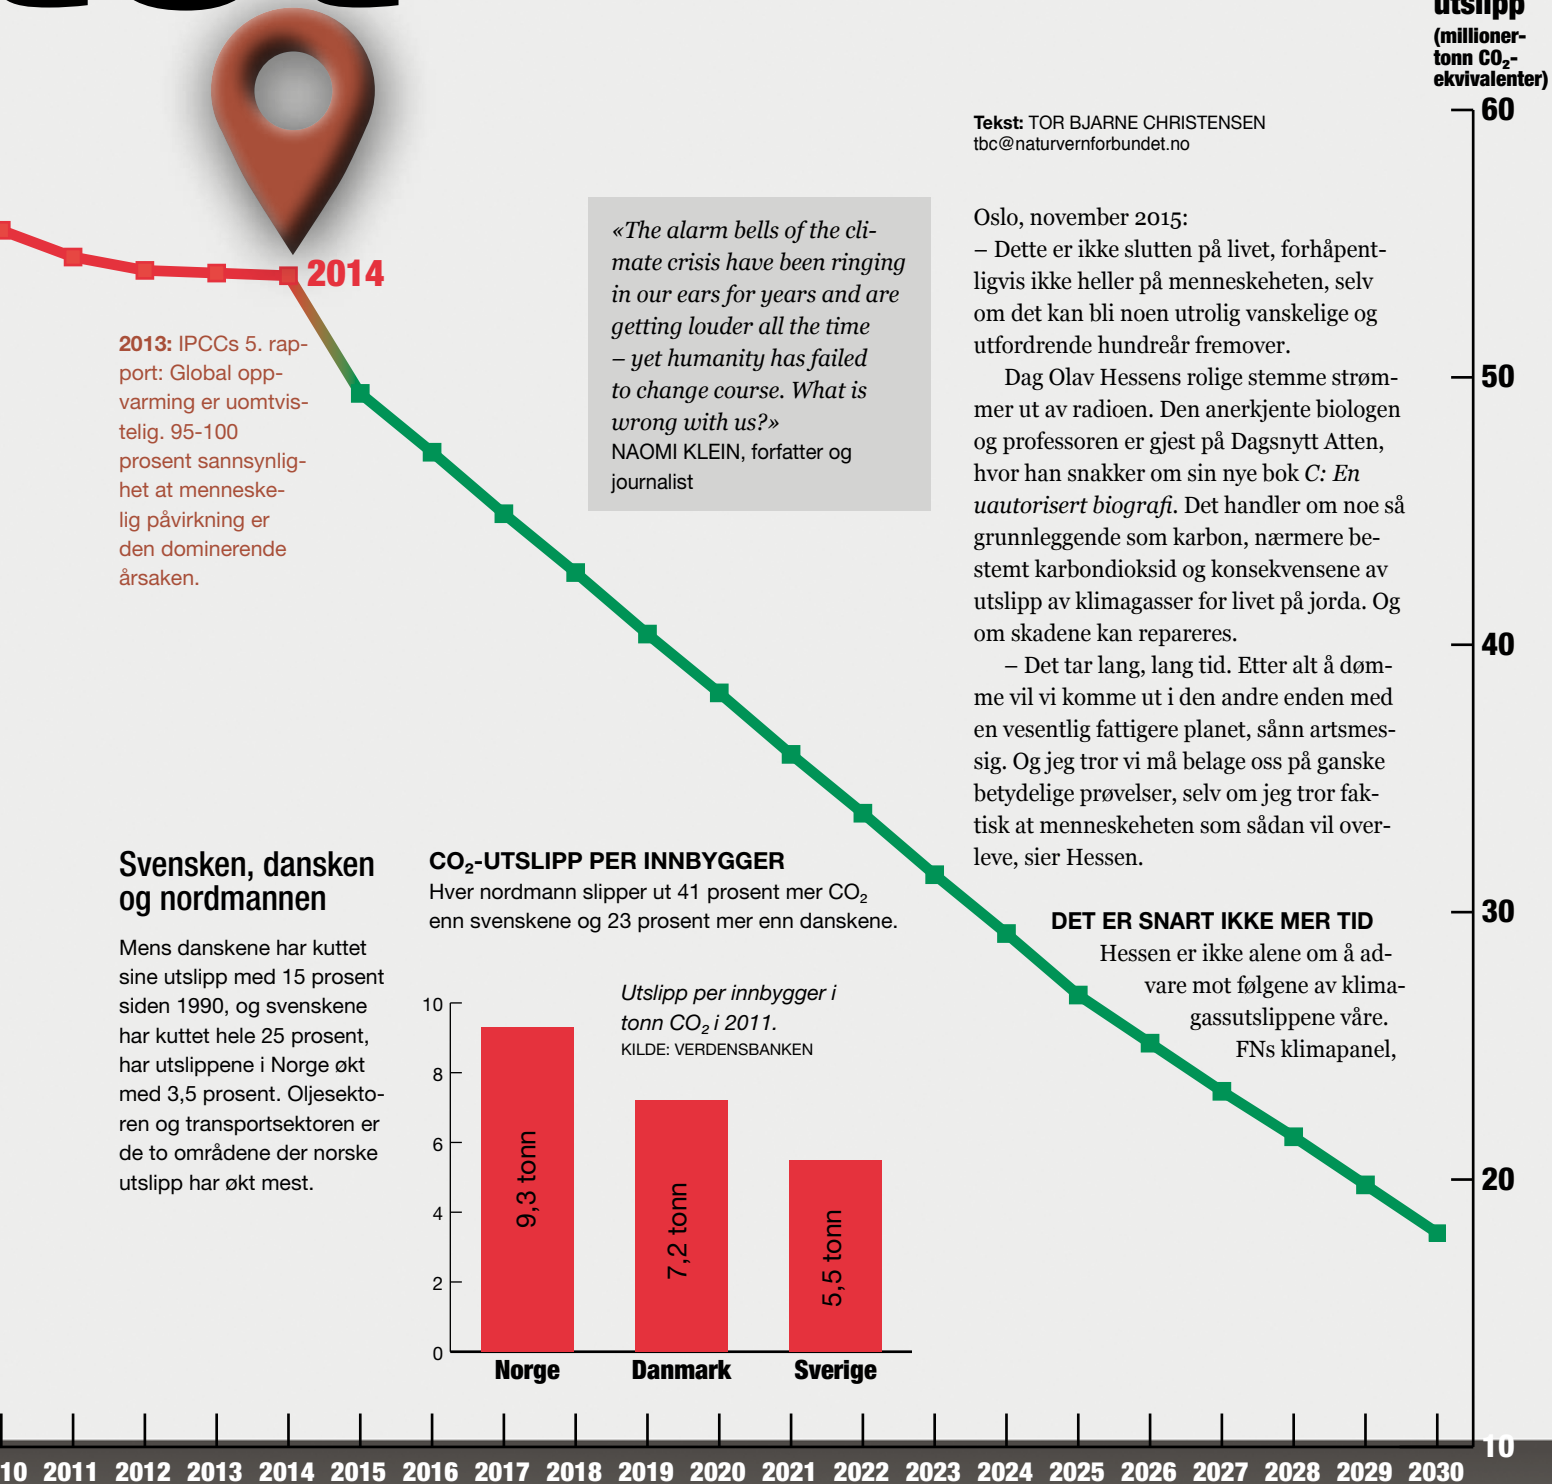 utslipp
(millioner-
tonn CO₂-
ekvivalenter)
60
50
40
30
20
10
2014
2013: IPCCs 5. rap-
port: Global opp-
varming er uomtvis-
telig. 95-100
prosent sannsynlig-
het at menneske-
lig påvirkning er
den dominerende
årsaken.
«The alarm bells of the cli-
mate crisis have been ringing
in our ears for years and are
getting louder all the time
– yet humanity has failed
to change course. What is
wrong with us?»
NAOMI KLEIN, forfatter og
journalist
Tekst: TOR BJARNE CHRISTENSEN
tbc@naturvernforbundet.no
Oslo, november 2015:
– Dette er ikke slutten på livet, forhåpent-
ligvis ikke heller på menneskeheten, selv
om det kan bli noen utrolig vanskelige og
utfordrende hundreår fremover.
Dag Olav Hessens rolige stemme strøm-
mer ut av radioen. Den anerkjente biologen
og professoren er gjest på Dagsnytt Atten,
hvor han snakker om sin nye bok C: En
uautorisert biografi. Det handler om noe så
grunnleggende som karbon, nærmere be-
stemt karbondioksid og konsekvensene av
utslipp av klimagasser for livet på jorda. Og
om skadene kan repareres.
– Det tar lang, lang tid. Etter alt å døm-
me vil vi komme ut i den andre enden med
en vesentlig fattigere planet, sånn artsmes-
sig. Og jeg tror vi må belage oss på ganske
betydelige prøvelser, selv om jeg tror fak-
tisk at menneskeheten som sådan vil over-
leve, sier Hessen.
DET ER SNART IKKE MER TID
Hessen er ikke alene om å ad-
vare mot følgene av klima-
gassutslippene våre.
FNs klimapanel,
Svensken, dansken
og nordmannen
Mens danskene har kuttet
sine utslipp med 15 prosent
siden 1990, og svenskene
har kuttet hele 25 prosent,
har utslippene i Norge økt
med 3,5 prosent. Oljesekto-
ren og transportsektoren er
de to områdene der norske
utslipp har økt mest.
CO₂-UTSLIPP PER INNBYGGER
Hver nordmann slipper ut 41 prosent mer CO₂
enn svenskene og 23 prosent mer enn danskene.
Utslipp per innbygger i
tonn CO₂ i 2011.
KILDE: VERDENSBANKEN
10
8
6
4
2
0
9,3 tonn
7,2 tonn
5,5 tonn
Norge Danmark Sverige
10 2011 2012 2013 2014 2015 2016 2017 2018 2019 2020 2021 2022 2023 2024 2025 2026 2027 2028 2029 2030